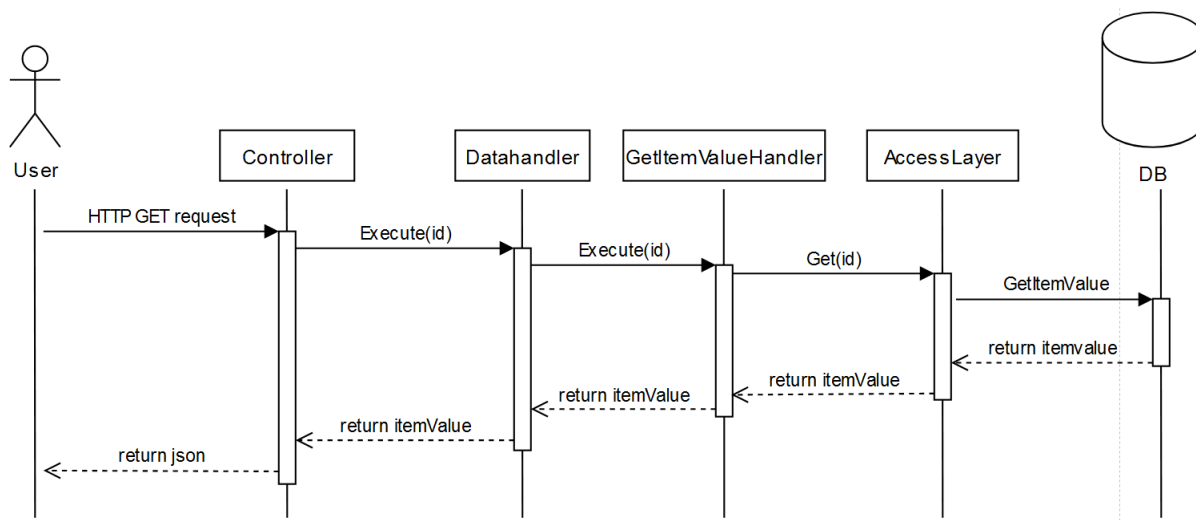 User
Controller
Datahandler
GetItemValueHandler
AccessLayer
DB
HTTP GET request
Execute(id)
Execute(id)
Get(id)
GetItemValue
return itemvalue
return itemValue
return itemValue
return itemValue
return json